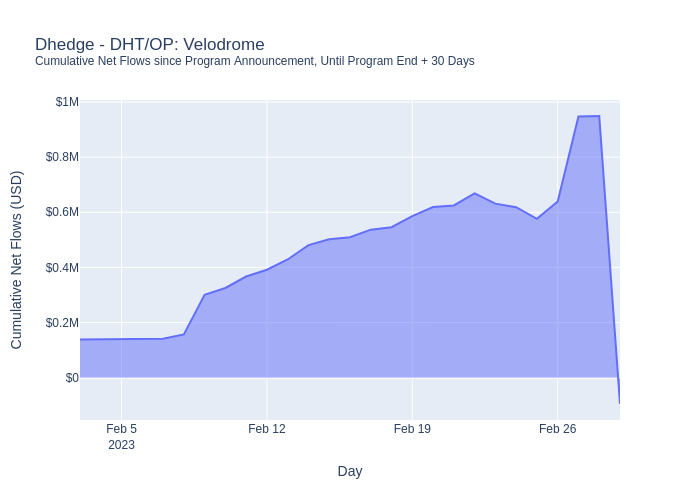 Dhedge - DHT/OP: Velodrome
Cumulative Net Flows since Program Announcement, Until Program End + 30 Days
Cumulative Net Flows (USD)
$1M
$0.8M
$0.6M
$0.4M
$0.2M
$0
Feb 5
2023
Feb 12
Feb 19
Feb 26
Day